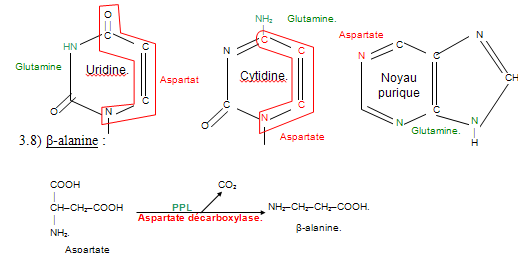 O
C
HN
C
Glutamine
Uridine.
Aspartat
C
O
N
NH₂ Glutamine.
C
N
C
Cytidine.
C
O
N
Aspartate
Aspartate
N
C
C
N
CH
Noyau
purique
C
N
N
Glutamine.
H
3.8) β-alanine :
COOH
CH–CH₂–COOH
NH₂.
Aspartate
CO₂
PPL
Aspartate décarboxylase.
NH₂–CH₂–CH₂–COOH.
β-alanine.